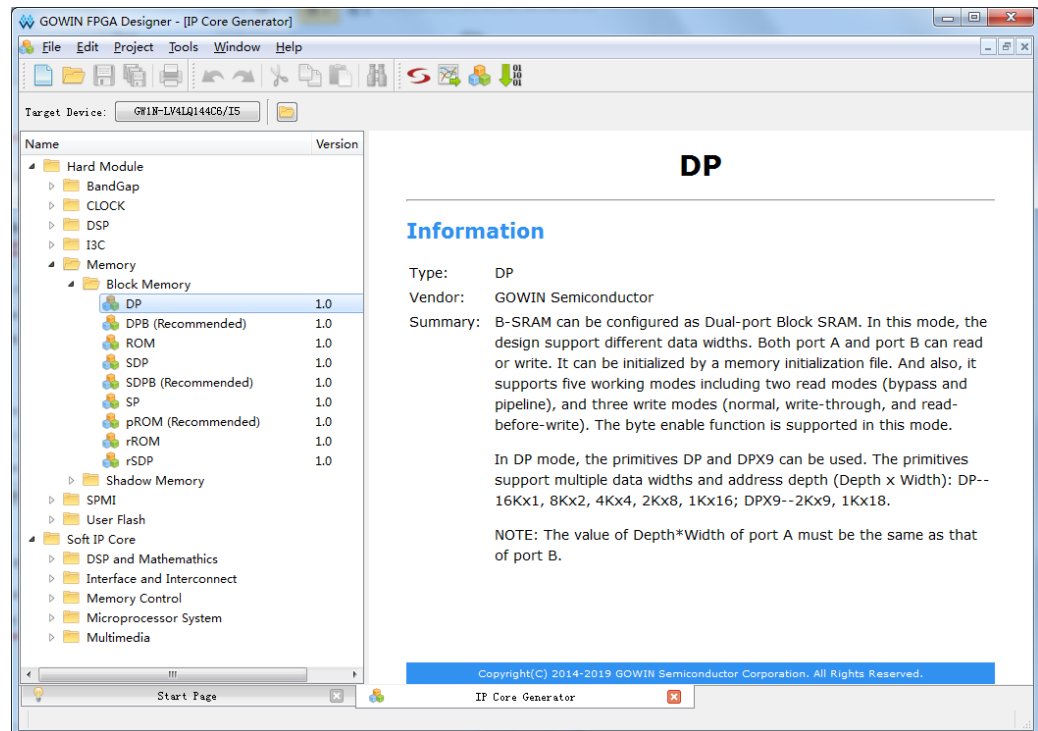 GOWIN FPGA Designer - [IP Core Generator]
File Edit Project Tools Window Help
Target Device: GW1N-LV4LQ144C6/I5
Name Version
Hard Module
BandGap
CLOCK
DSP
I3C
Memory
Block Memory
DP 1.0
DPB (Recommended) 1.0
ROM 1.0
SDP 1.0
SDPB (Recommended) 1.0
SP 1.0
pROM (Recommended) 1.0
rROM 1.0
rSDP 1.0
Shadow Memory
SPMI
User Flash
Soft IP Core
DSP and Mathemathics
Interface and Interconnect
Memory Control
Microprocessor System
Multimedia
DP
Information
Type: DP
Vendor: GOWIN Semiconductor
Summary: B-SRAM can be configured as Dual-port Block SRAM. In this mode, the
design support different data widths. Both port A and port B can read
or write. It can be initialized by a memory initialization file. And also, it
supports five working modes including two read modes (bypass and
pipeline), and three write modes (normal, write-through, and read-
before-write). The byte enable function is supported in this mode.
In DP mode, the primitives DP and DPX9 can be used. The primitives
support multiple data widths and address depth (Depth x Width): DP--
16Kx1, 8Kx2, 4Kx4, 2Kx8, 1Kx16; DPX9--2Kx9, 1Kx18.
NOTE: The value of Depth*Width of port A must be the same as that
of port B.
Copyright(C) 2014-2019 GOWIN Semiconductor Corporation. All Rights Reserved.
Start Page IP Core Generator